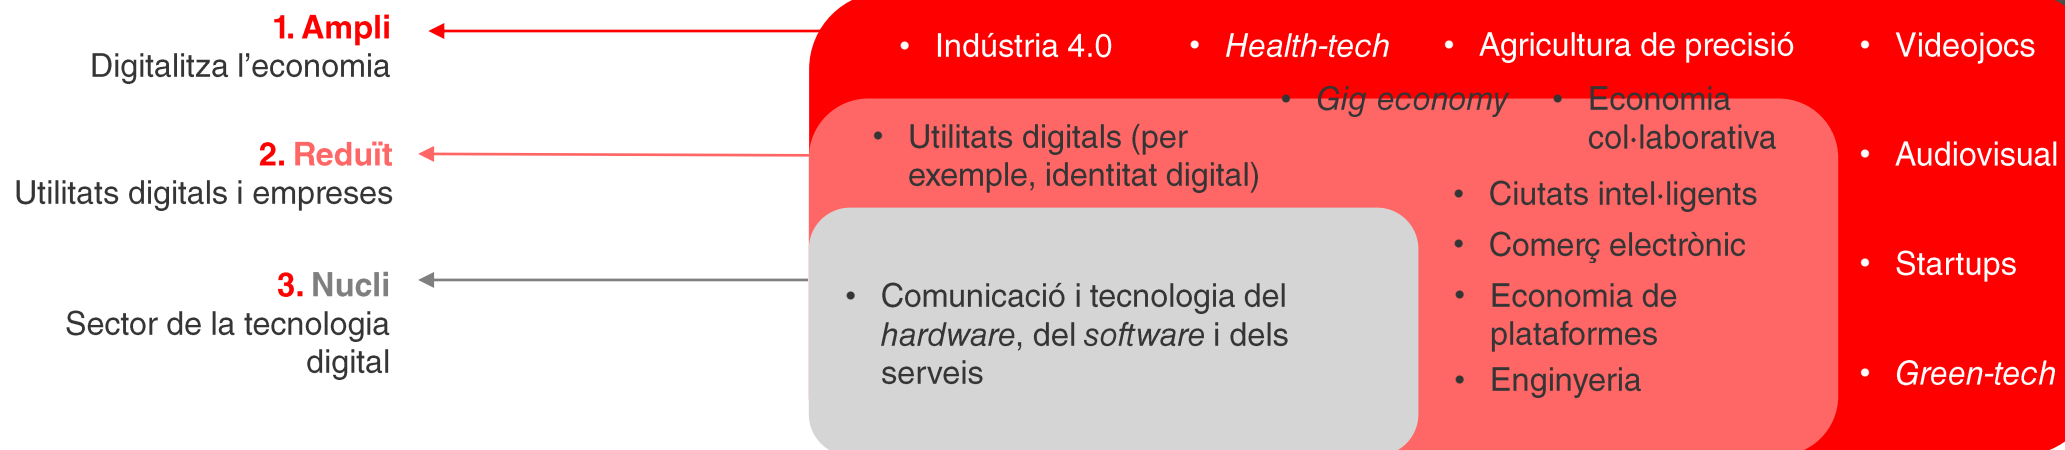 1. Ampli
Digitalitza l’economia
2. Reduït
Utilitats digitals i empreses
3. Nucli
Sector de la tecnologia
digital
• Indústria 4.0
• Health-tech
• Agricultura de precisió
• Videojocs
• Gig economy
• Economia
col·laborativa
• Utilitats digitals (per
exemple, identitat digital)
• Audiovisual
• Ciutats intel·ligents
• Comerç electrònic
• Startups
• Economia de
plataformes
• Enginyeria
• Green-tech
• Comunicació i tecnologia del
hardware, del software i dels
serveis